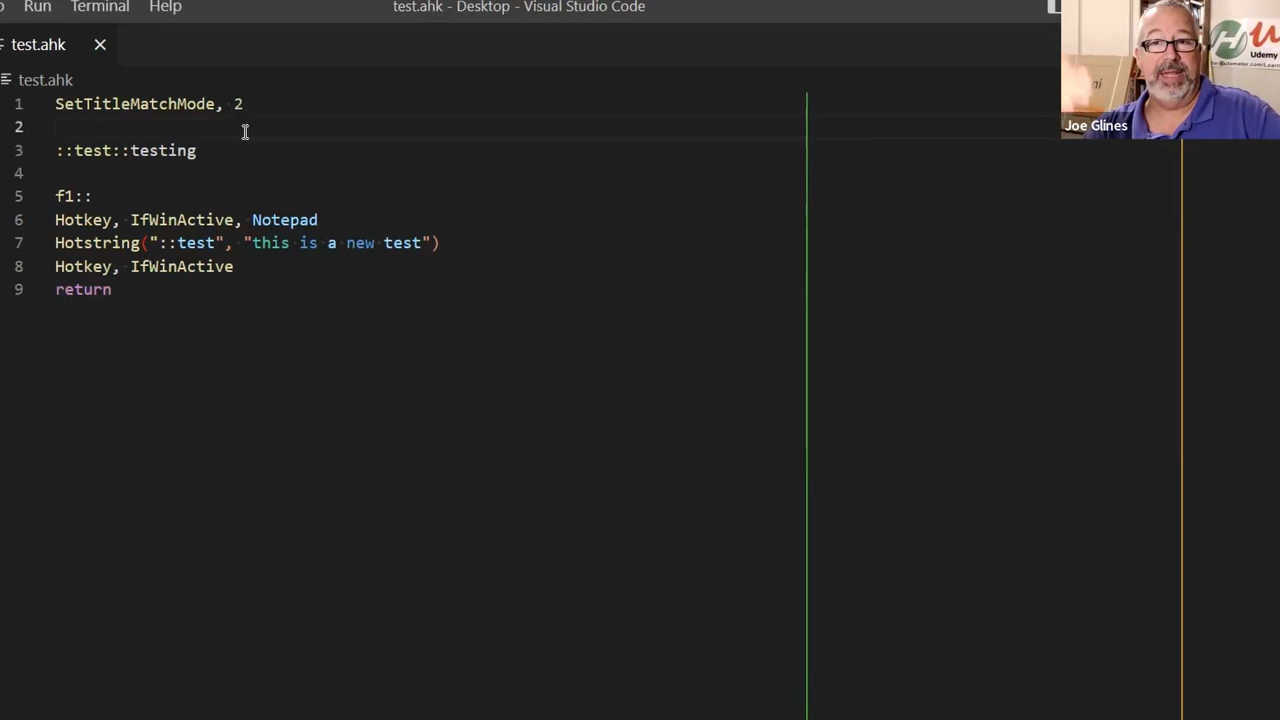 Run Terminal Help
test.ahk - Desktop - Visual Studio Code
test.ahk
test.ahk
1 SetTitleMatchMode, 2
2
3 ::test::testing
4
5 f1::
6 Hotkey, IfWinActive, Notepad
7 Hotstring("::test", "this is a new test")
8 Hotkey, IfWinActive
9 return
Udemy
Joe Glines